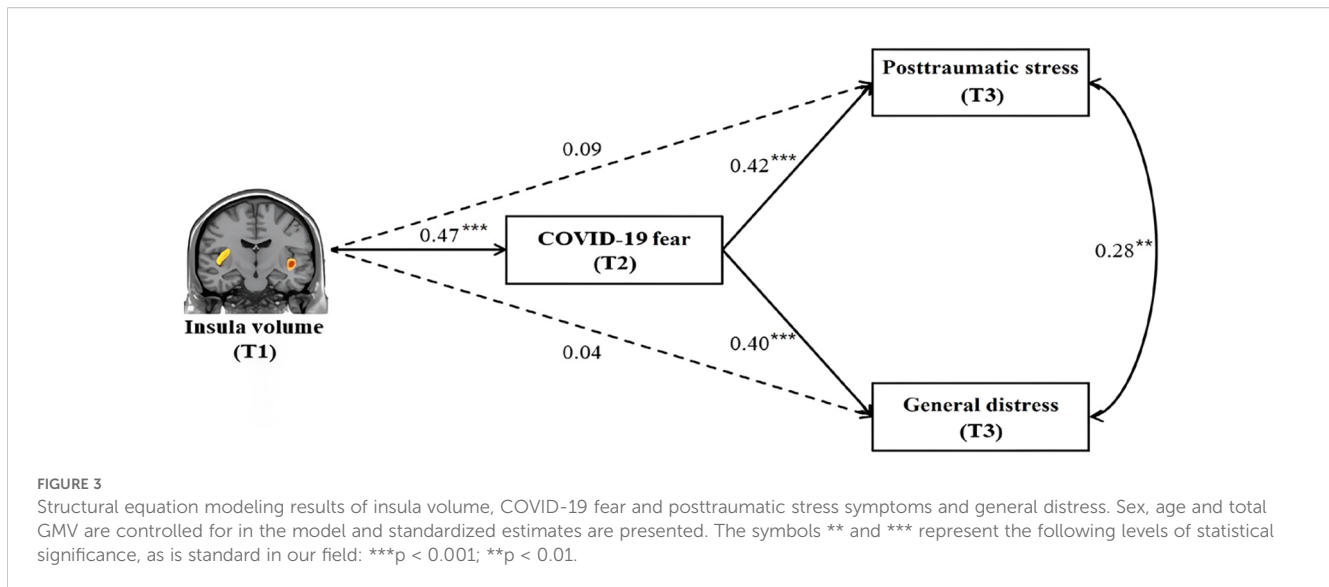 Posttraumatic stress
(T3)
0.09
0.42***
0.47***
COVID-19 fear
(T2)
0.28**
Insula volume
(T1)
0.04
0.40***
General distress
(T3)
FIGURE 3
Structural equation modeling results of insula volume, COVID-19 fear and posttraumatic stress symptoms and general distress. Sex, age and total
GMV are controlled for in the model and standardized estimates are presented. The symbols ** and *** represent the following levels of statistical
significance, as is standard in our field: ***p < 0.001; **p < 0.01.